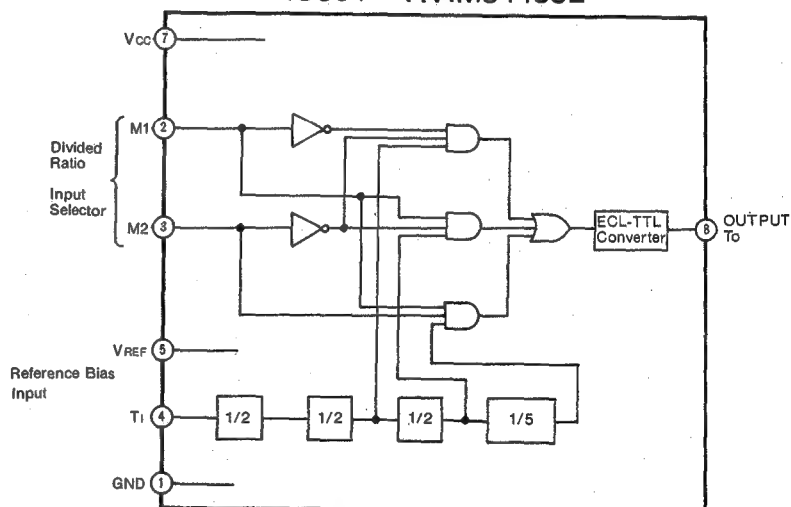 Vcc 7
M1 2
Divided
Ratio
Input
Selector
M2 3
ECL-TTL
Converter
8 OUTPUT
To
VREF 5
Reference Bias
Input
TI 4
1/2
1/2
1/2
1/5
GND 1